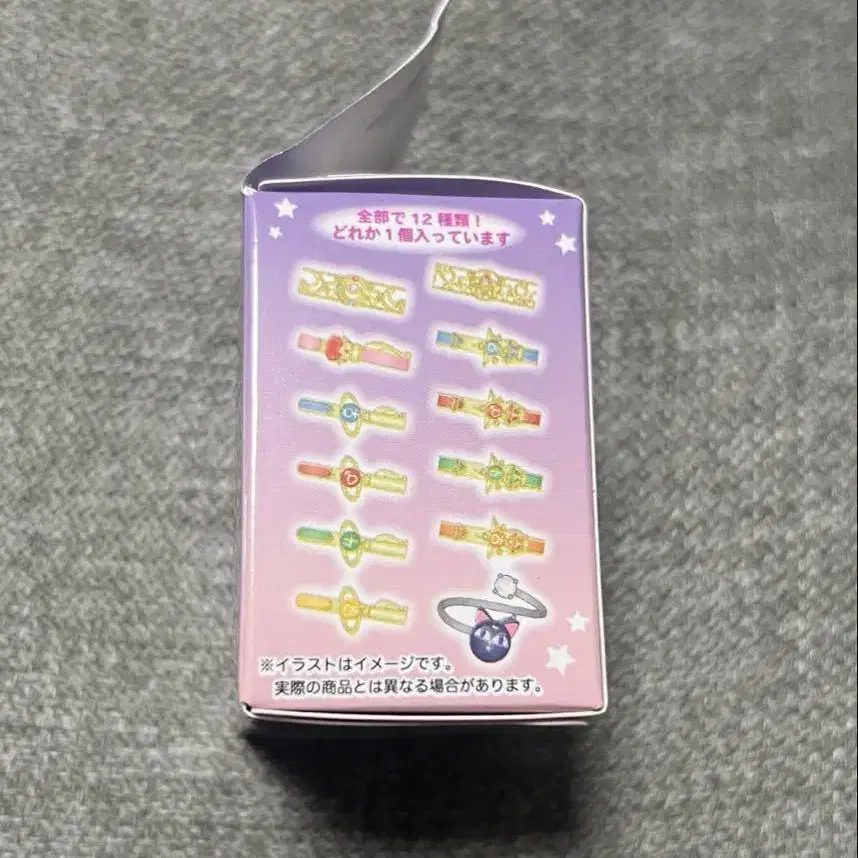 全部で12種類！
どれか1個入っています
※イラストはイメージです。
実際の商品とは異なる場合があります。